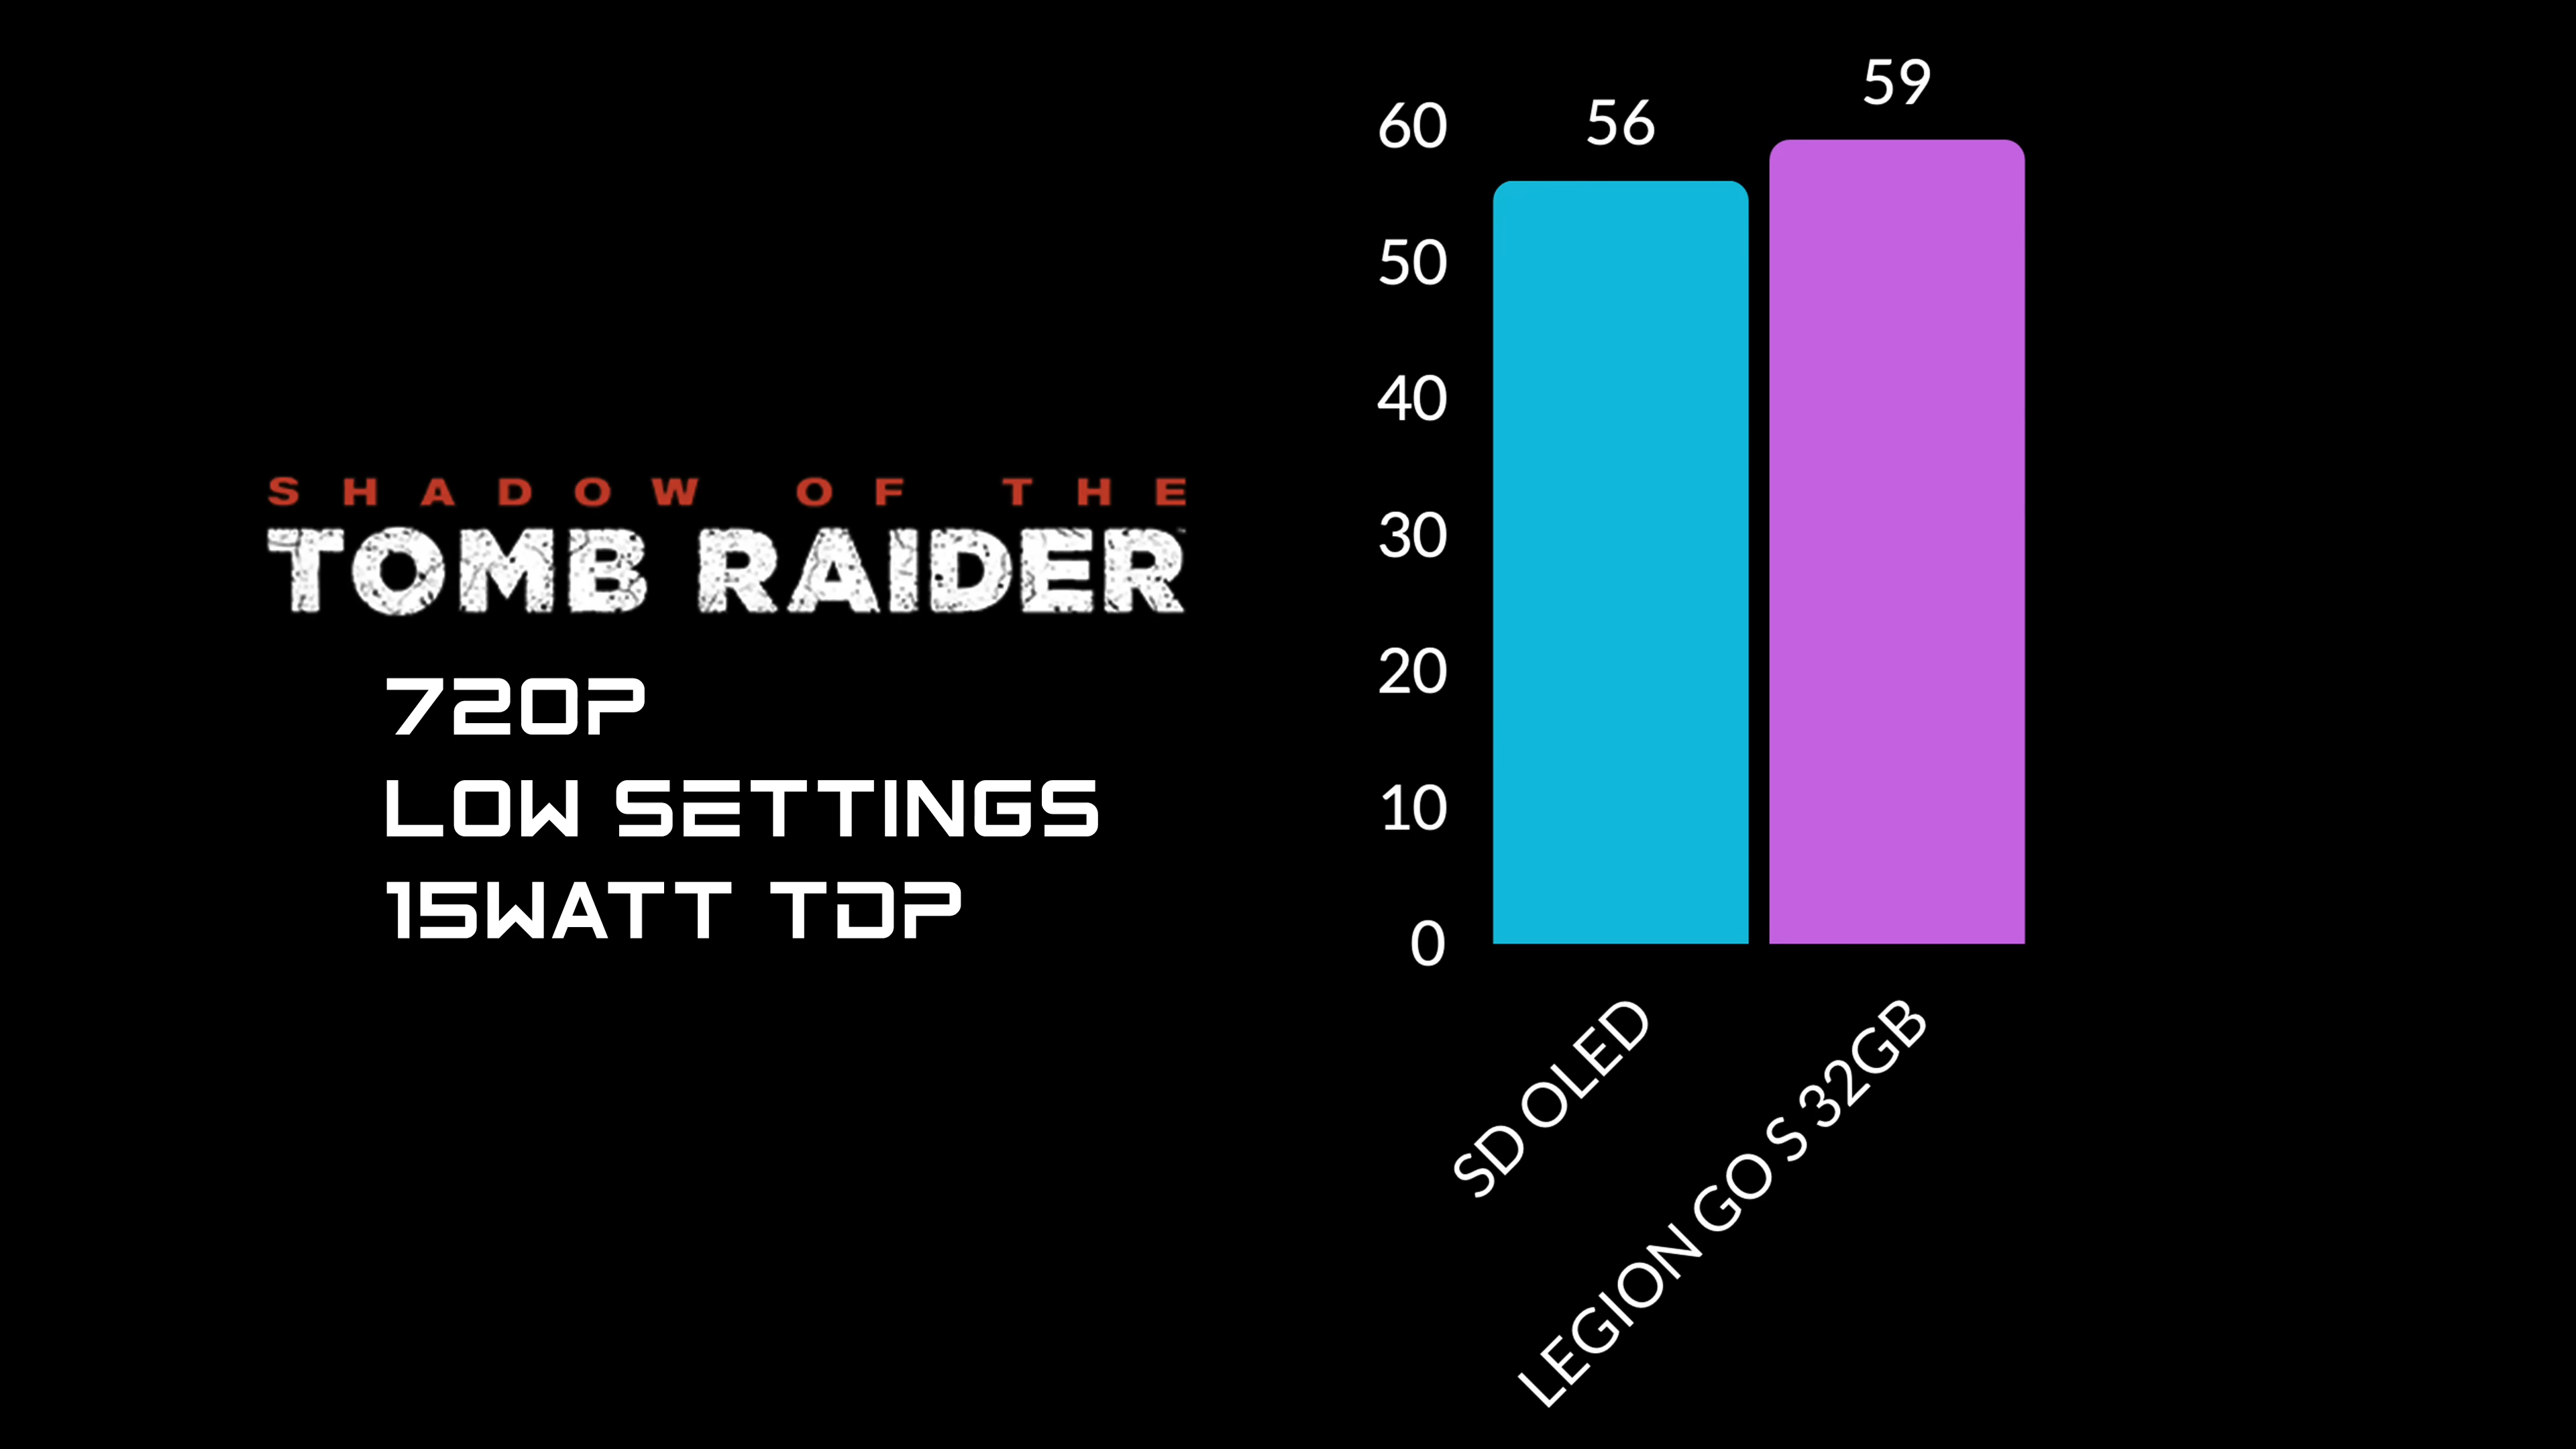 SHADOW OF THE
TOMB RAIDER
720P
LOW SETTINGS
15WATT TDP
59
56
60
50
40
30
20
10
0
SD OLED
LEGION GO S 32GB